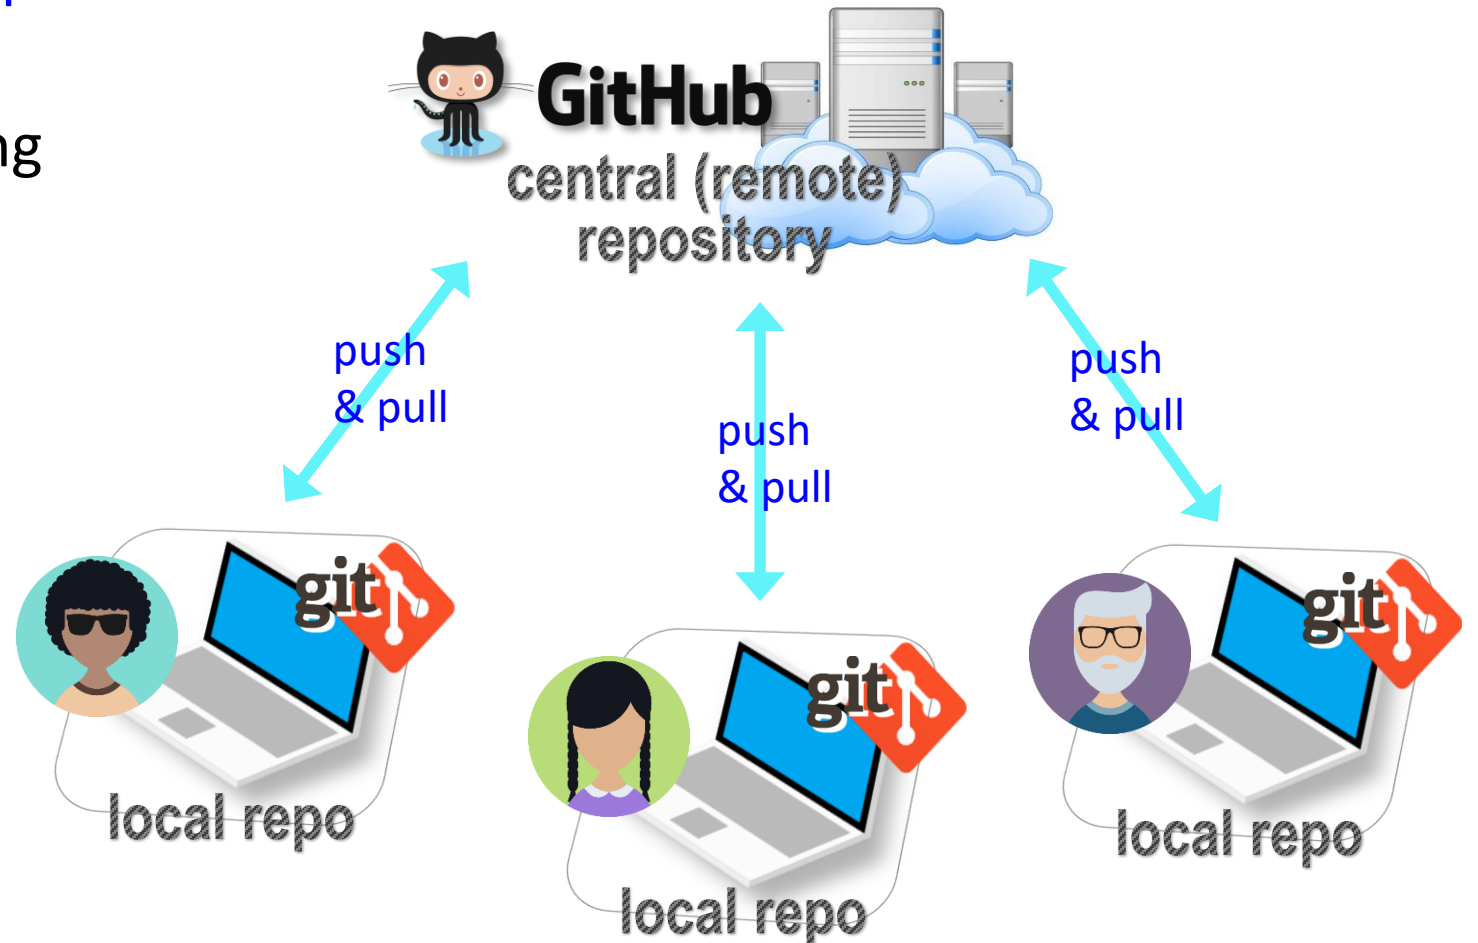 ng
GitHub
central (remote)
repository
push
& pull
push
& pull
push
& pull
git
local repo
git
local repo
git
local repo